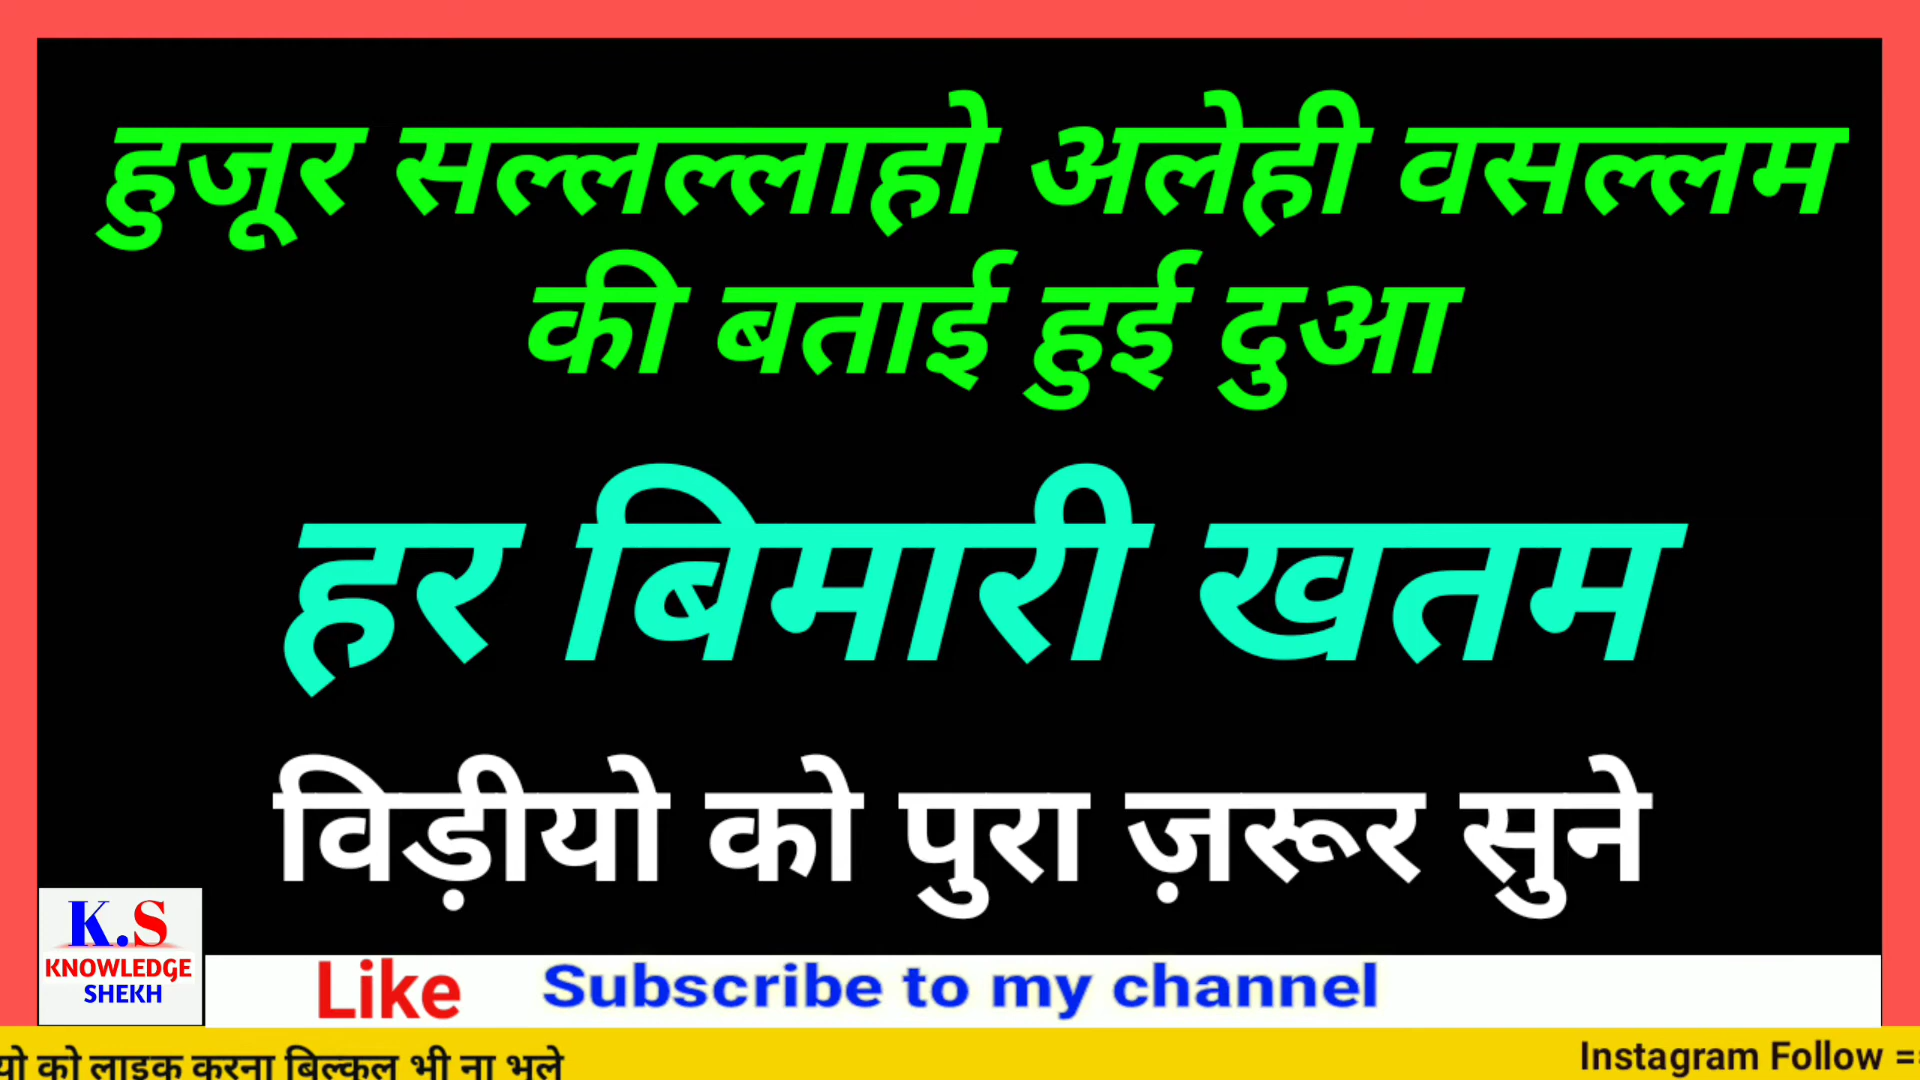 हुजूर सल्लल्लाहो अलेही वसल्लम
की बताई हुई दुआ
हर बिमारी खतम
विड़ीयो को पुरा ज़रूर सुने
K.S
KNOWLEDGE
SHEKH
Like Subscribe to my channel
को लाइक करना बिल्कुल भी ना भूले
Instagram Follow =